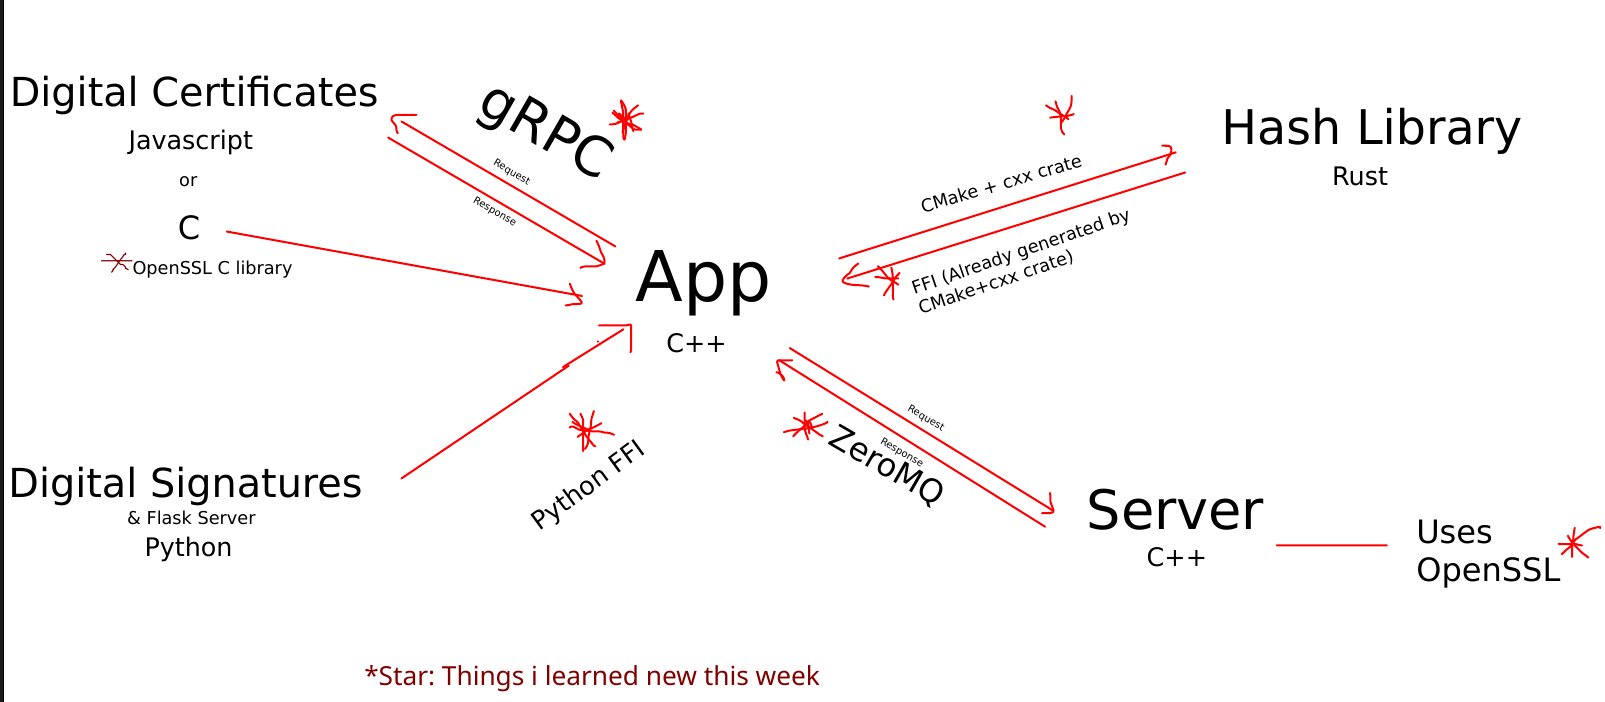 Digital Certificates
Javascript
or
C
OpenSSL C library
gRPC
Request
Response
CMake + cxx crate
FFI (Already generated by
CMake+cxx crate)
Hash Library
Rust
App
C++
Digital Signatures
& Flask Server
Python
Python FFI
Request
Response
ZeroMQ
Server
C++
Uses
OpenSSL
*Star: Things i learned new this week